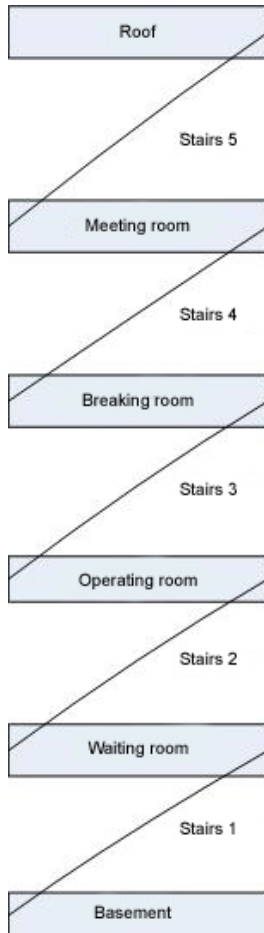 Roof
Stairs 5
Meeting room
Stairs 4
Breaking room
Stairs 3
Operating room
Stairs 2
Waiting room
Stairs 1
Basement